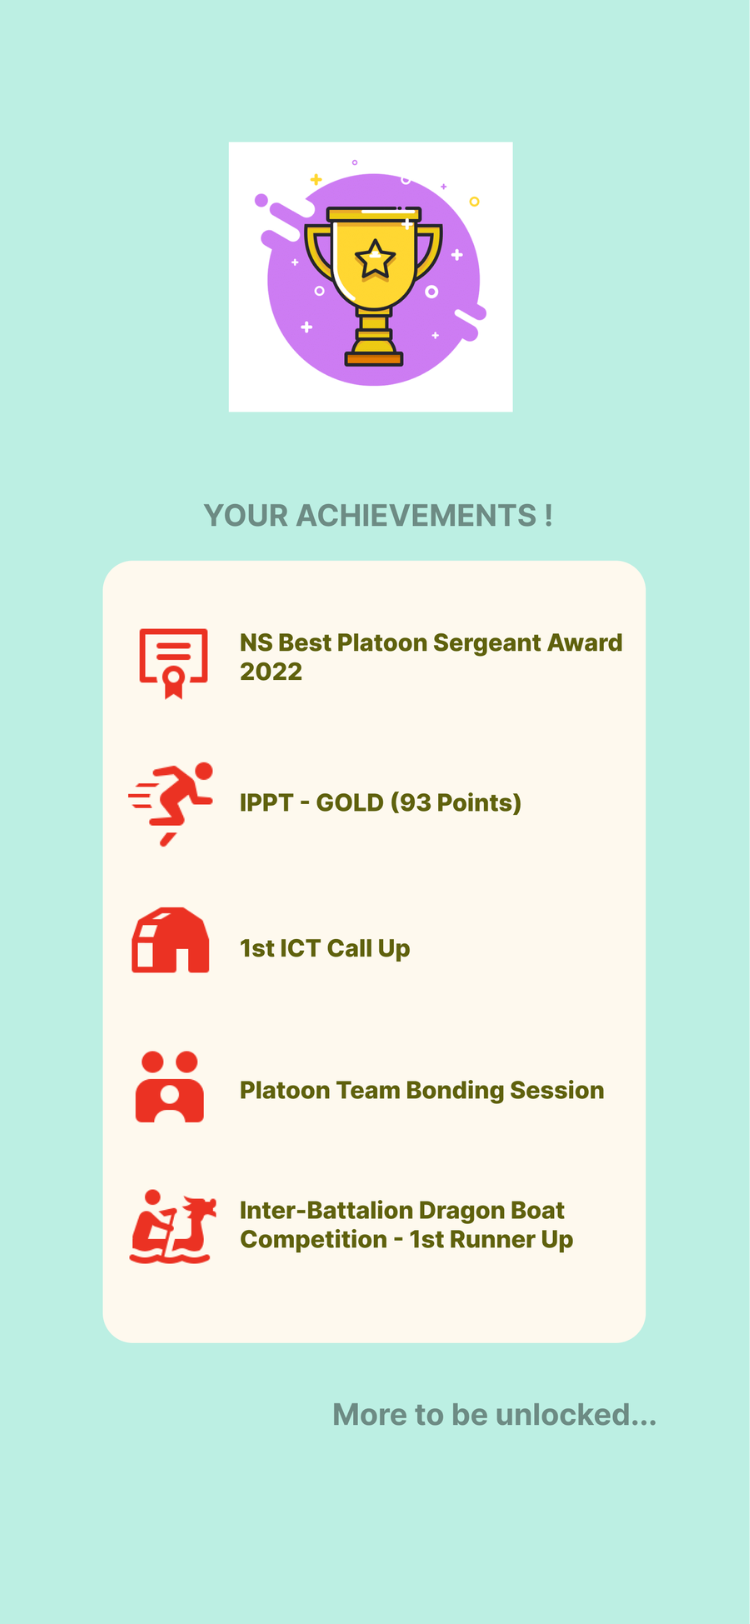 YOUR ACHIEVEMENTS !
NS Best Platoon Sergeant Award
2022
IPPT - GOLD (93 Points)
1st ICT Call Up
Platoon Team Bonding Session
Inter-Battalion Dragon Boat
Competition - 1st Runner Up
More to be unlocked...